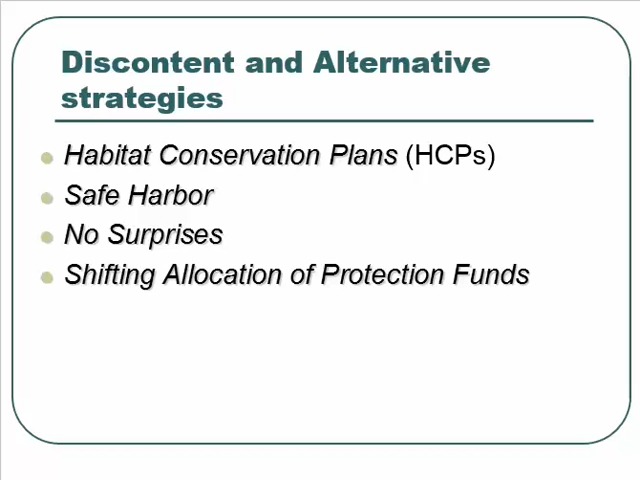 Discontent and Alternative
strategies
Habitat Conservation Plans (HCPs)
Safe Harbor
No Surprises
Shifting Allocation of Protection Funds